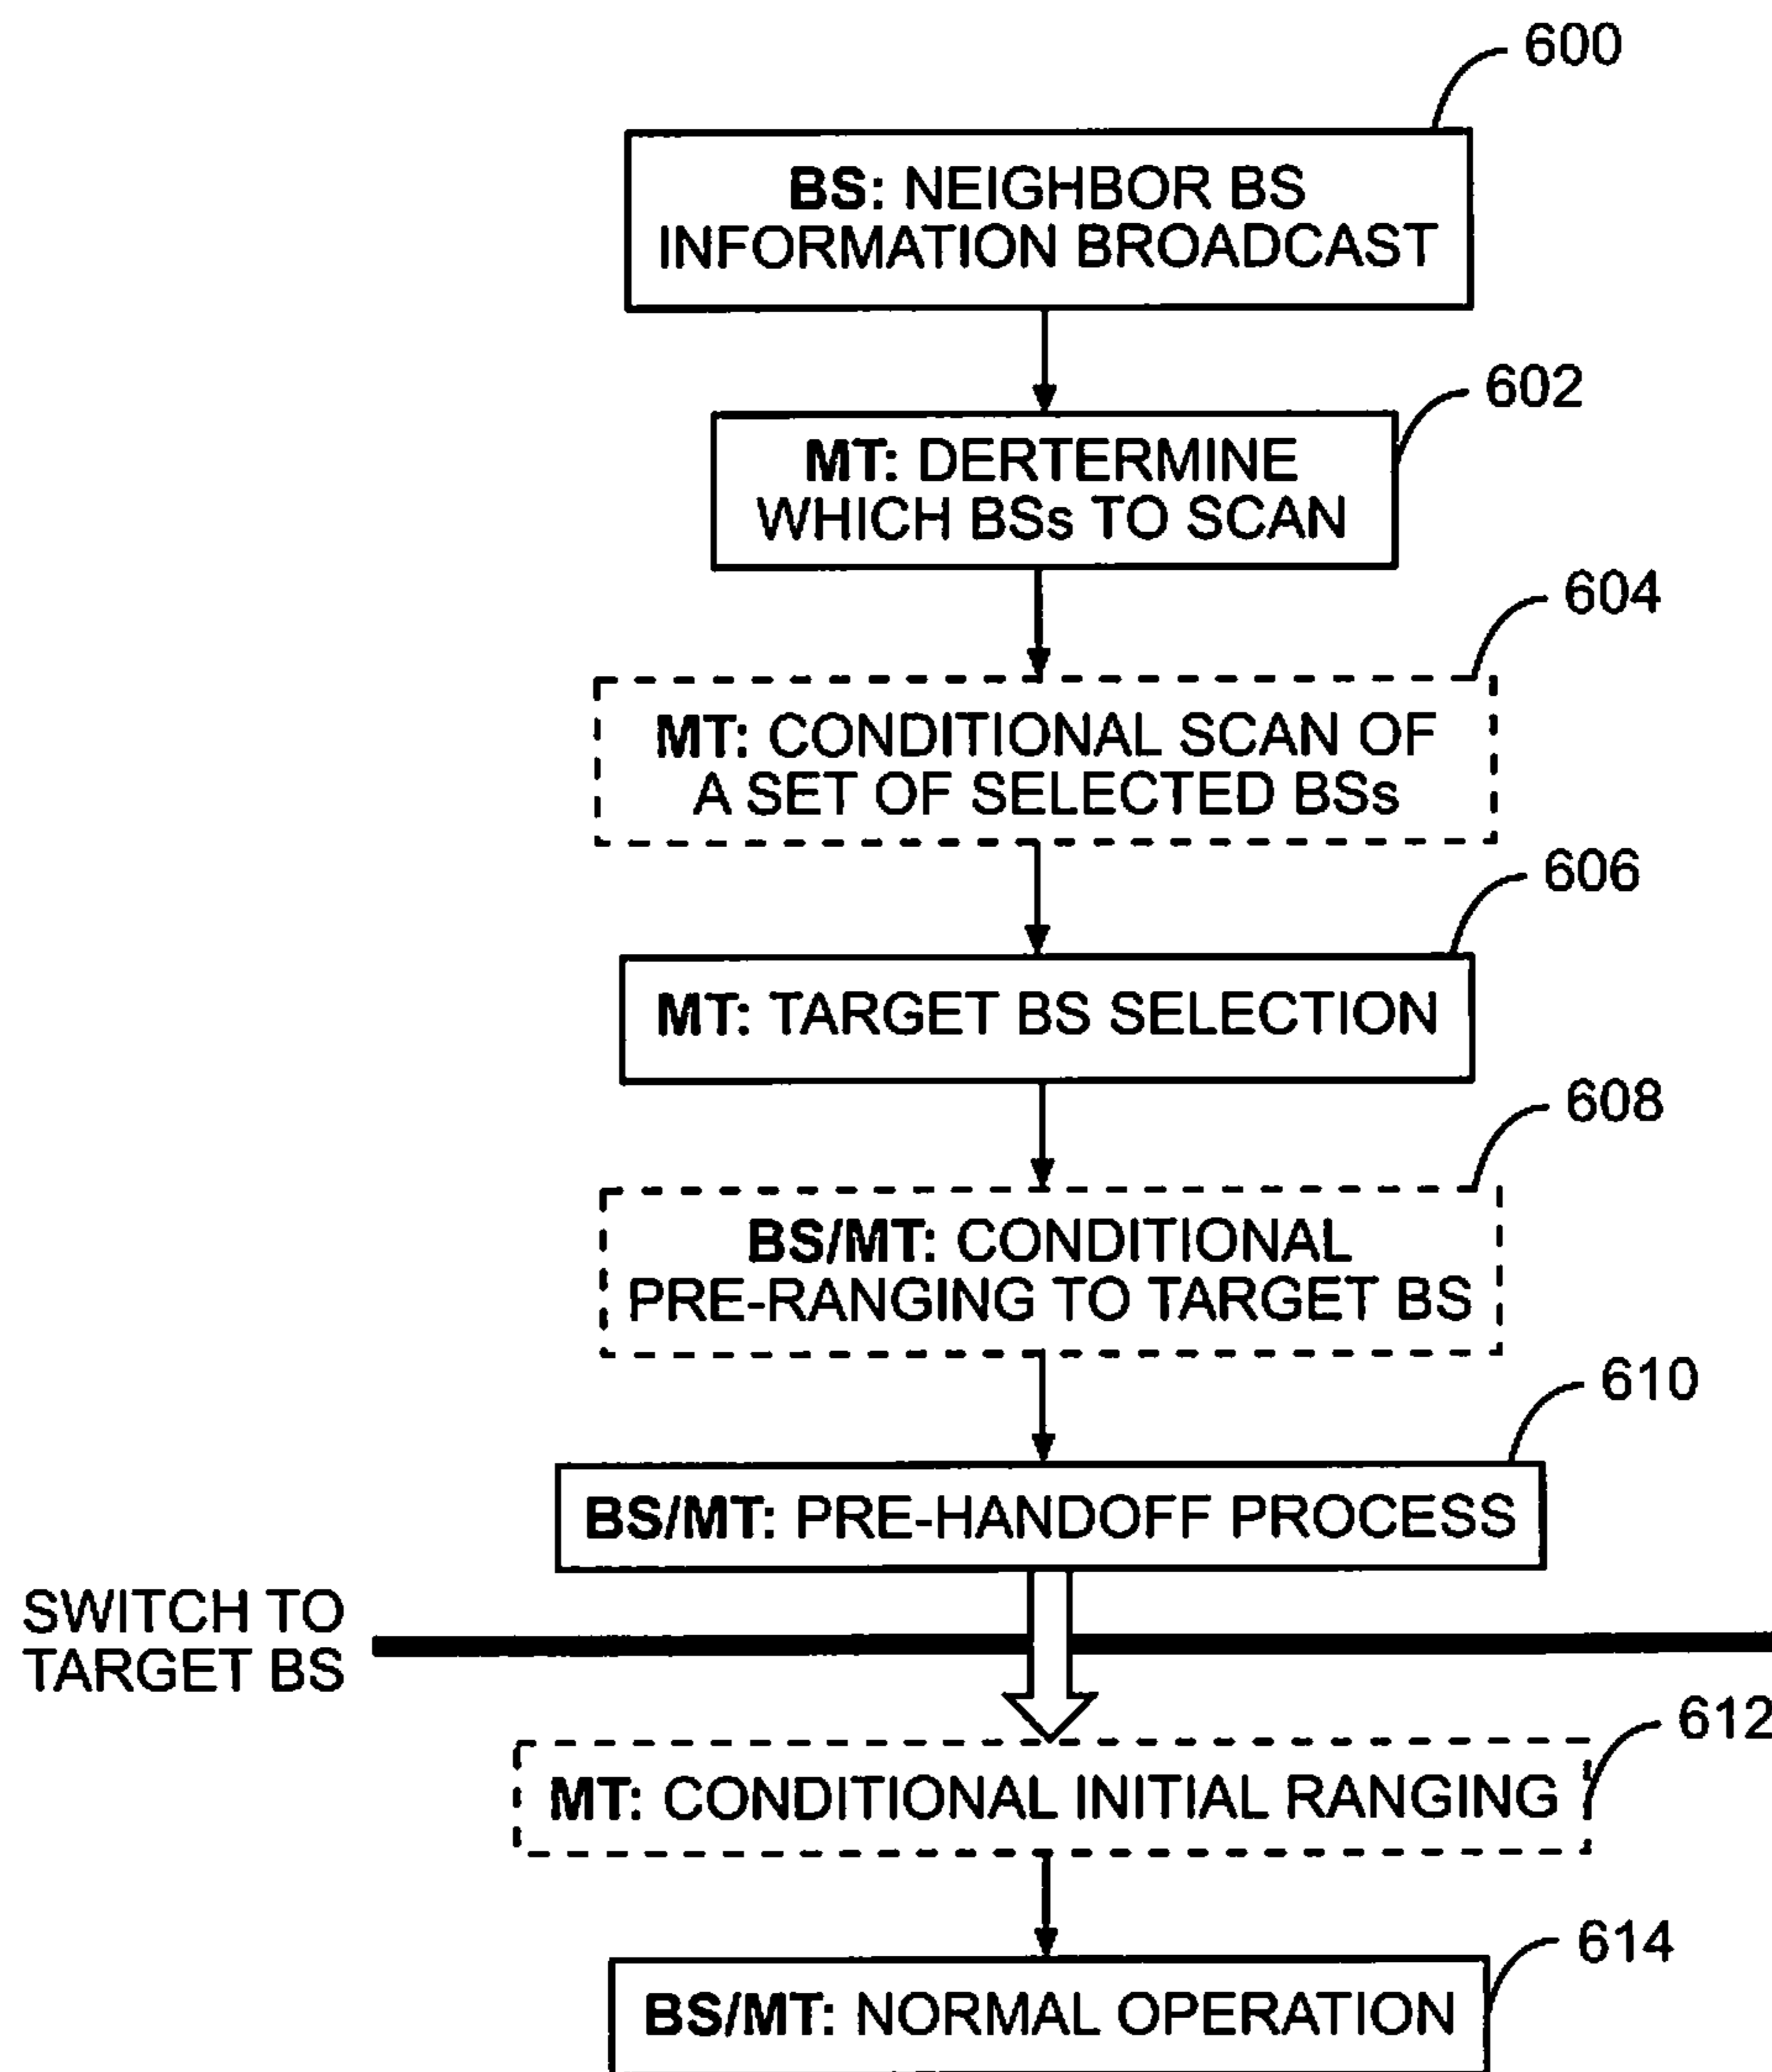 600
BS: NEIGHBOR BS
INFORMATION BROADCAST
602
MT: DERTERMINE
WHICH BSs TO SCAN
604
MT: CONDITIONAL SCAN OF
A SET OF SELECTED BSs
606
MT: TARGET BS SELECTION
608
BS/MT: CONDITIONAL
PRE-RANGING TO TARGET BS
610
BS/MT: PRE-HANDOFF PROCESS
SWITCH TO
TARGET BS
612
MT: CONDITIONAL INITIAL RANGING
614
BS/MT: NORMAL OPERATION